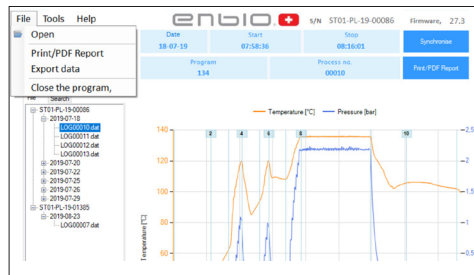 File Tools Help
enbio
S/N ST01-PL-19-00086 Firmware, 27.3
Open
Print/PDF Report
Export data
Close the program,
Date
18-07-19
Start
07:58:36
Stop
08:16:01
Synchronise
Program
134
Process no.
00010
Print/PDF Report
File Search
ST01-PL-19-00086
2019-07-18
LOG00010.dat
LOG00011.dat
LOG00012.dat
LOG00013.dat
2019-07-20
2019-07-22
2019-07-25
2019-07-26
2019-07-29
ST01-PL-19-01385
2019-08-23
LOG00007.dat
Temperature [°C] Pressure [bar]
2 4 6 8 10
140
120
100
80
60
Temperature [°C]
2,5
2
1,5
1
0,5